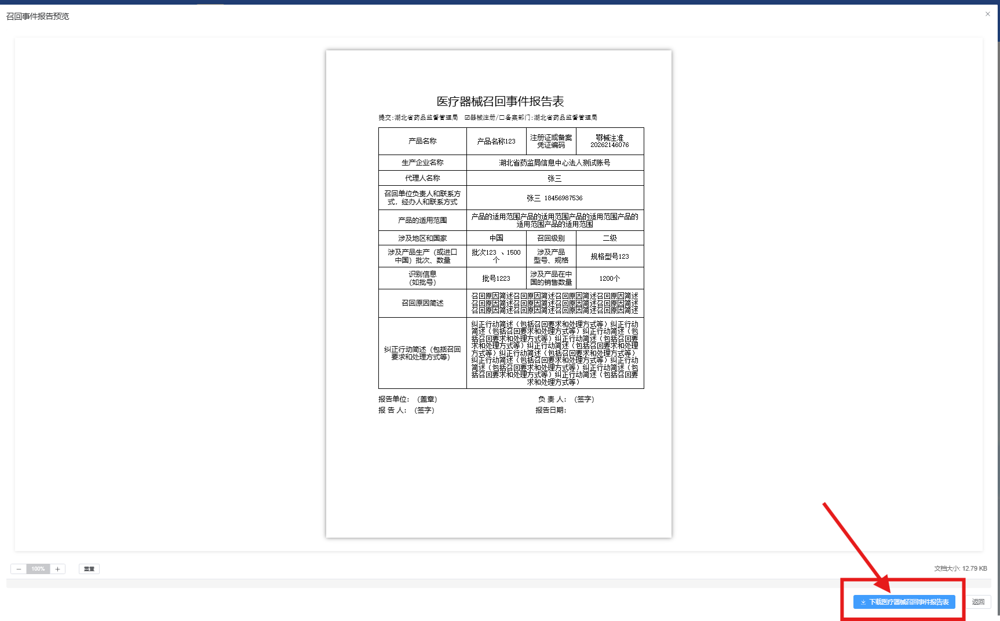 召回事件报告预览
医疗器械召回事件报告表
提交:湖北省药品监督管理局 ☑器械注册/☐备案部门:湖北省药品监督管理局
产品名称 产品名称123 注册证或备案凭证编码 鄂械注准20262146076
生产企业名称 湖北省药监局信息中心法人测试账号
代理人名称 张三
召回单位负责人和联系方
式，经办人和联系方式
张三 18456987536
产品的适用范围
产品的适用范围产品的适用范围产品的适用范围产品的
适用范围产品的适用范围
涉及地区和国家 中国 召回级别 二级
涉及产品生产（或进口
中国）批次、数量
批次123 、1500
个
涉及产品
型号、规格
规格型号123
识别信息
（如批号）
批号1223
涉及产品在中
国的销售数量
1200个
召回原因简述
召回原因简述召回原因简述召回原因简述召回原因简述
召回原因简述召回原因简述召回原因简述召回原因简述
召回原因简述召回原因简述召回原因简述召回原因简述
纠正行动简述（包括召回
要求和处理方式等）
纠正行动简述（包括召回要求和处理方式等）纠正行动
简述（包括召回要求和处理方式等）纠正行动简述（包
括召回要求和处理方式等）纠正行动简述（包括召回要
求和处理方式等）纠正行动简述（包括召回要求和处理
方式等）纠正行动简述（包括召回要求和处理方式等）
纠正行动简述（包括召回要求和处理方式等）纠正行动
简述（包括召回要求和处理方式等）纠正行动简述（包
括召回要求和处理方式等）纠正行动简述（包括召回要
求和处理方式等）
报告单位：（盖章） 负 责 人：（签字）
报 告 人：（签字） 报告日期：
100% 重置 文档大小: 12.79 KB
下载医疗器械召回事件报告表 返回